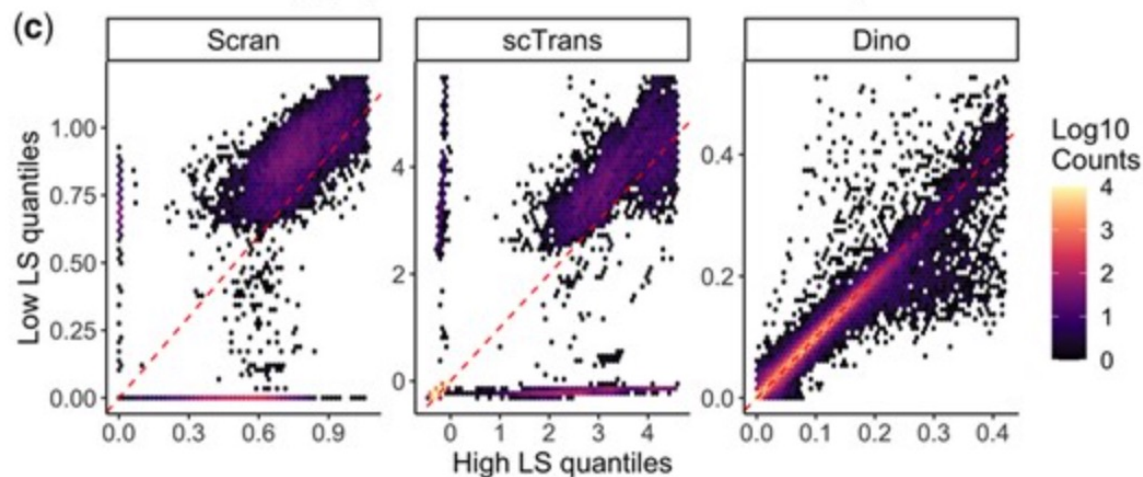 (c)
Scran
scTrans
Dino
Low LS quantiles
1.00
0.75
0.50
0.25
0.00
4
2
0
0.4
0.2
0.0
0.0 0.3 0.6 0.9
0 1 2 3 4
0.0 0.1 0.2 0.3 0.4
High LS quantiles
Log10
Counts
4
3
2
1
0